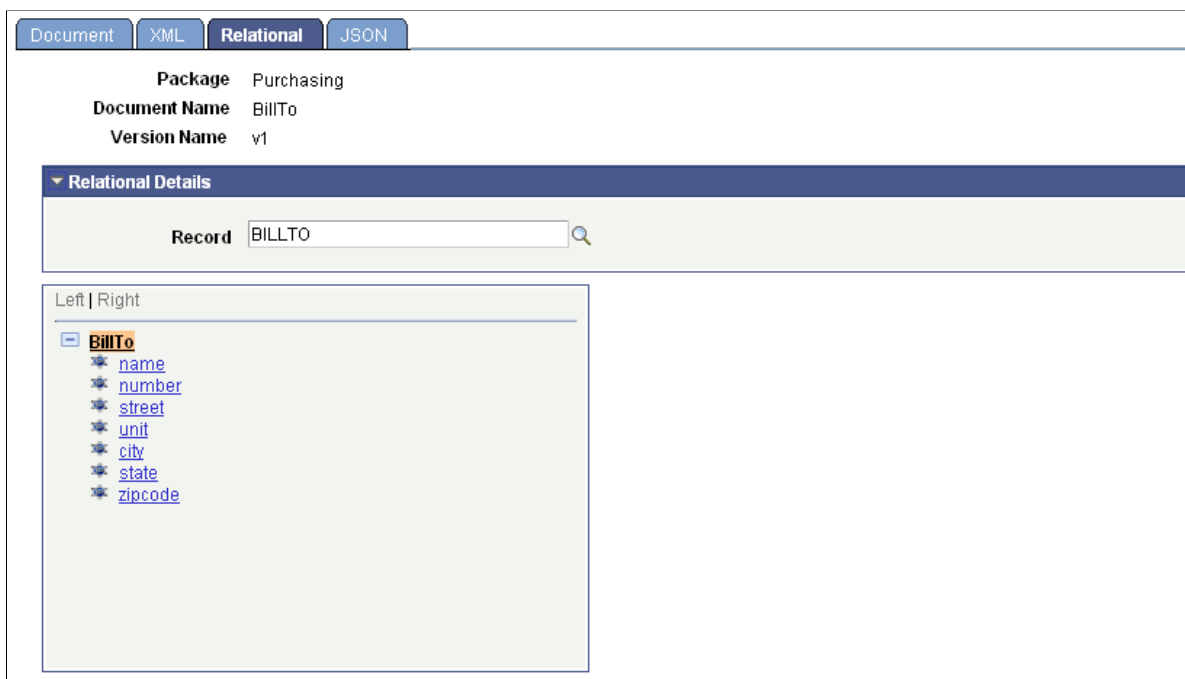 Document XML Relational JSON
Package Purchasing
Document Name BillTo
Version Name v1
Relational Details
Record BILLTO
Left | Right
BillTo
name
number
street
unit
city
state
zipcode